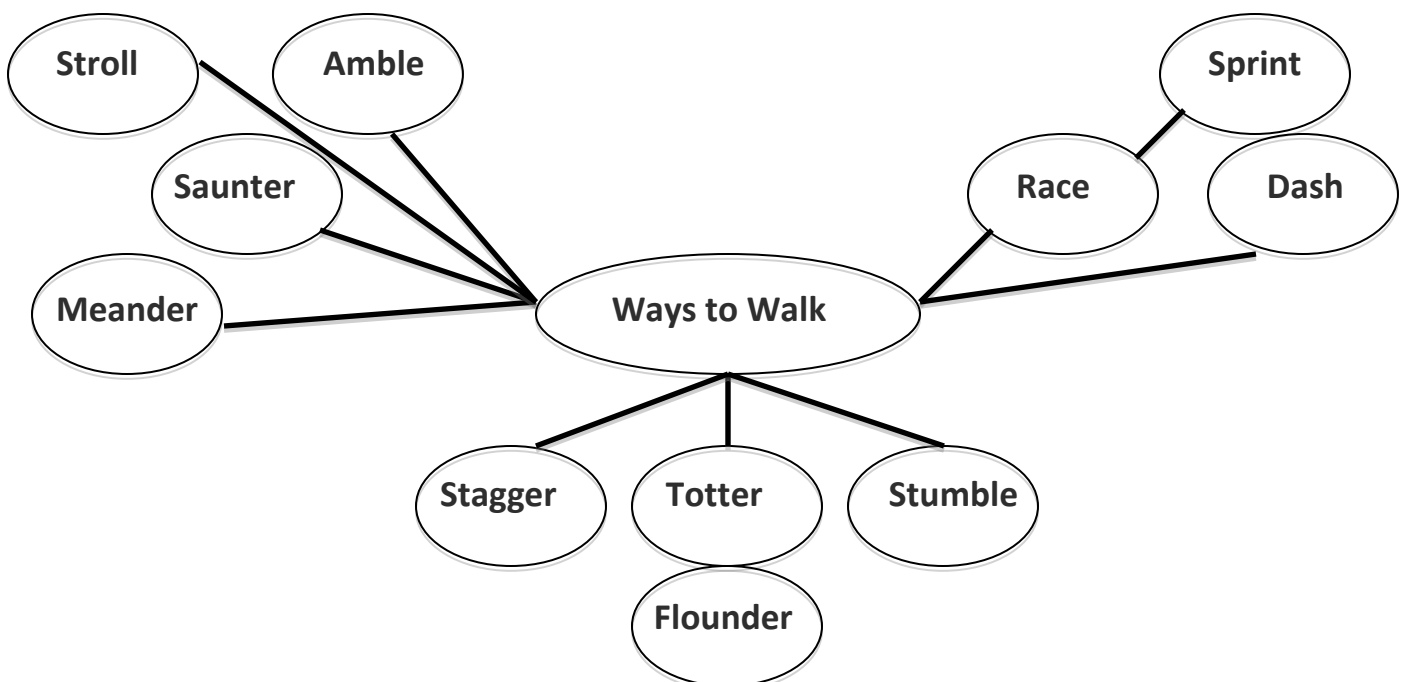 Stroll
Amble
Sprint
Saunter
Race
Dash
Meander
Ways to Walk
Stagger
Totter
Stumble
Flounder